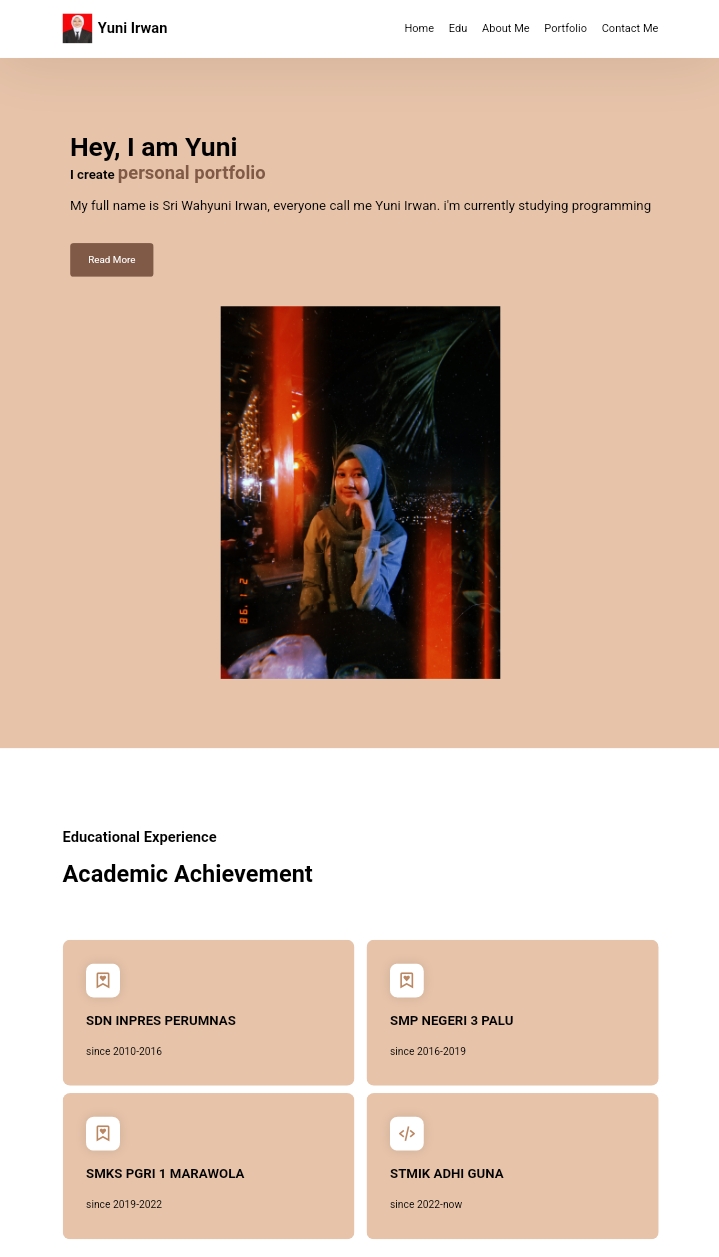 Yuni Irwan
Home Edu About Me Portfolio Contact Me
Hey, I am Yuni
I create personal portfolio
My full name is Sri Wahyuni Irwan, everyone call me Yuni Irwan. i'm currently studying programming
Read More
2 1 '98
Educational Experience
Academic Achievement
SDN INPRES PERUMNAS
since 2010-2016
SMP NEGERI 3 PALU
since 2016-2019
SMKS PGRI 1 MARAWOLA
since 2019-2022
STMIK ADHI GUNA
since 2022-now